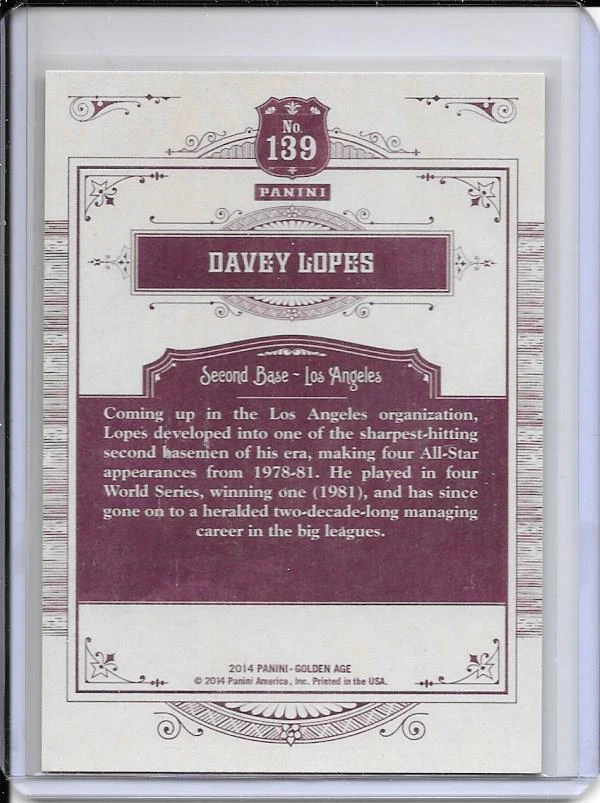 No.
139
PANINI
DAVEY LOPES
Second Base ~ Los Angeles
Coming up in the Los Angeles organization,
Lopes developed into one of the sharpest-hitting
second basemen of his era, making four All-Star
appearances from 1978-81. He played in four
World Series, winning one (1981), and has since
gone on to a heralded two-decade-long managing
career in the big leagues.
2014 PANINI - GOLDEN AGE
© 2014 Panini America, Inc. Printed in the USA.